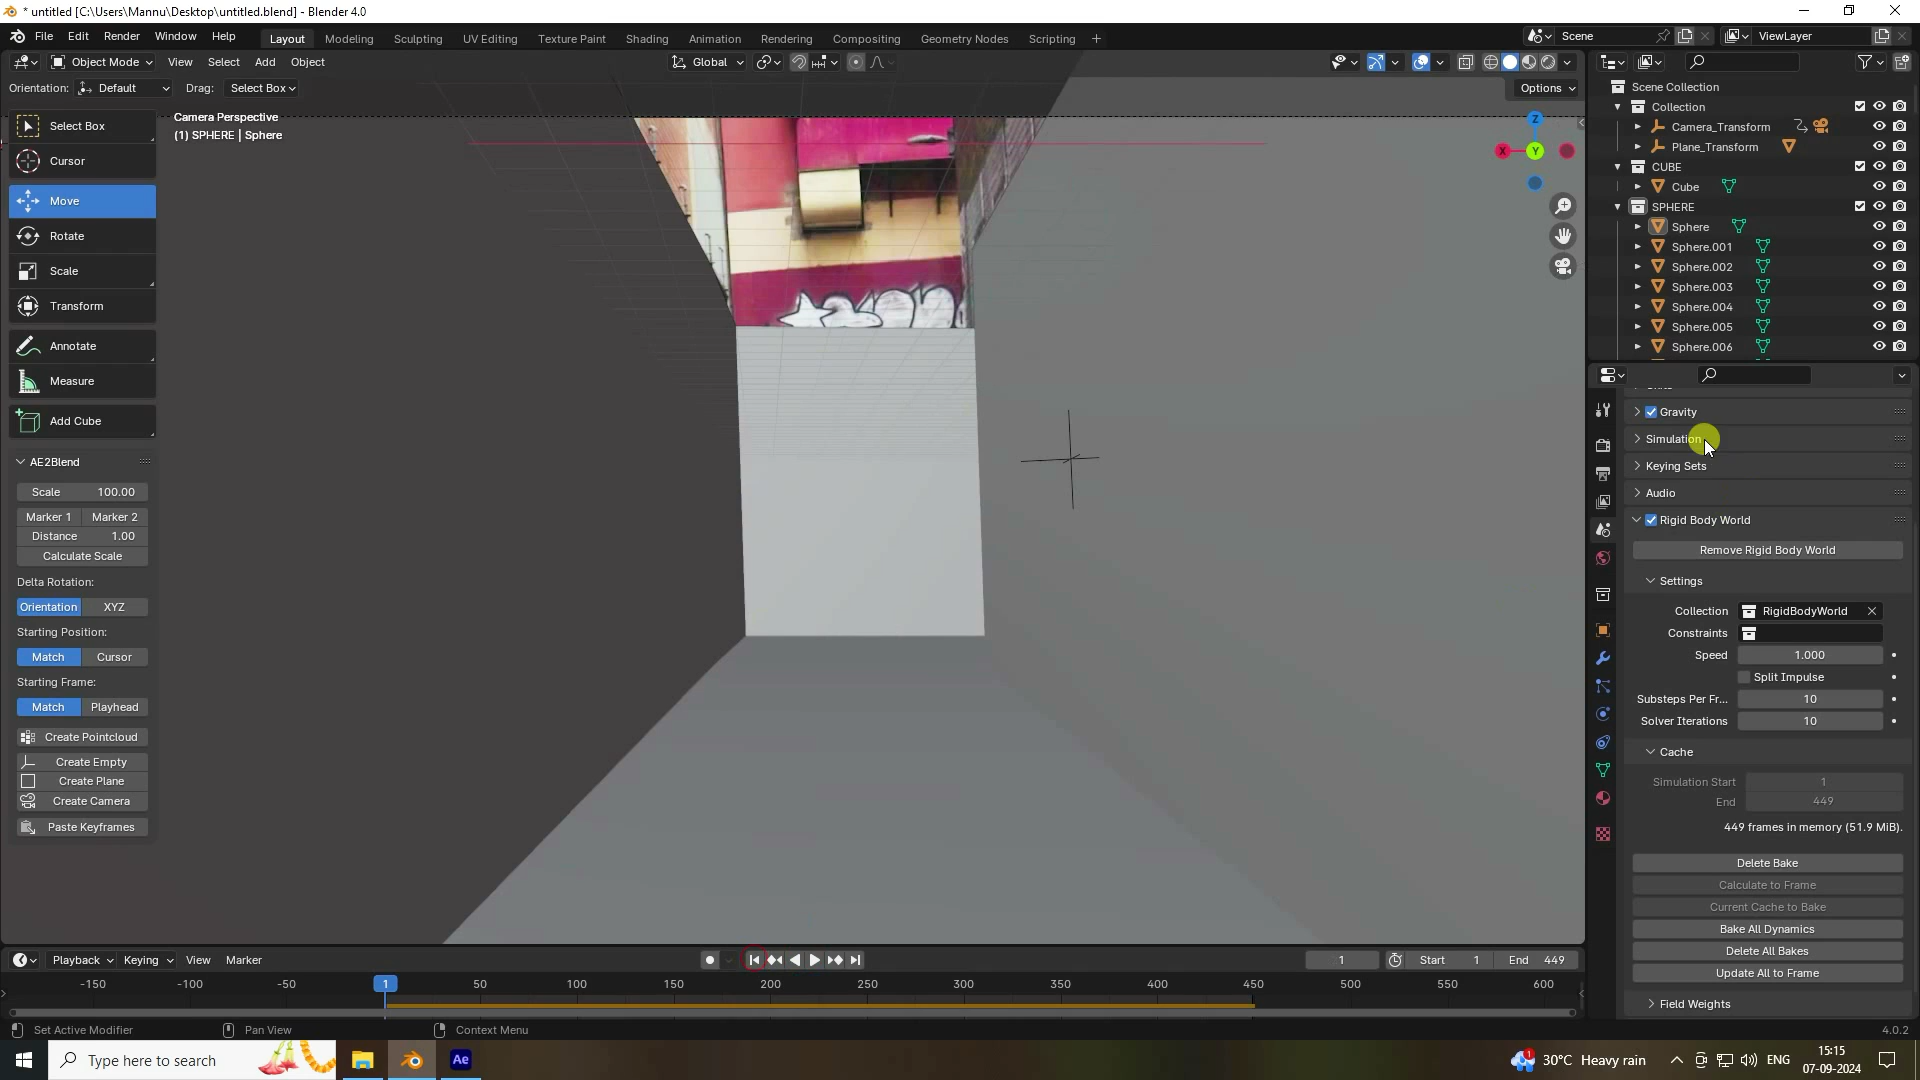 * untitled [C:\Users\Mannu\Desktop\untitled.blend] - Blender 4.0
File Edit Render Window Help
Layout Modeling Sculpting UV Editing Texture Paint Shading Animation Rendering Compositing Geometry Nodes Scripting +
Scene ViewLayer
Object Mode View Select Add Object
Global
Orientation: Default Drag: Select Box
Options
Select Box
Cursor
Move
Rotate
Scale
Transform
Annotate
Measure
Add Cube
AE2Blend
Scale 100.00
Marker 1 Marker 2
Distance 1.00
Calculate Scale
Delta Rotation:
Orientation XYZ
Starting Position:
Match Cursor
Starting Frame:
Match Playhead
Create Pointcloud
Create Empty
Create Plane
Create Camera
Paste Keyframes
Camera Perspective
(1) SPHERE | Sphere
Z
X Y
Scene Collection
Collection
Camera_Transform
Plane_Transform
CUBE
Cube
SPHERE
Sphere
Sphere.001
Sphere.002
Sphere.003
Sphere.004
Sphere.005
Sphere.006
Gravity
Simulation
Keying Sets
Audio
Rigid Body World
Remove Rigid Body World
Settings
Collection RigidBodyWorld
Constraints
Speed 1.000
Split Impulse
Substeps Per Fr... 10
Solver Iterations 10
Cache
Simulation Start 1
End 449
449 frames in memory (51.9 MiB).
Delete Bake
Calculate to Frame
Current Cache to Bake
Bake All Dynamics
Delete All Bakes
Update All to Frame
Field Weights
Playback Keying View Marker
1 Start 1 End 449
-150 -100 -50 1 50 100 150 200 250 300 350 400 450 500 550 600
Set Active Modifier Pan View Context Menu 4.0.2
Type here to search
Ae
1 30°C Heavy rain ENG
15:15
07-09-2024